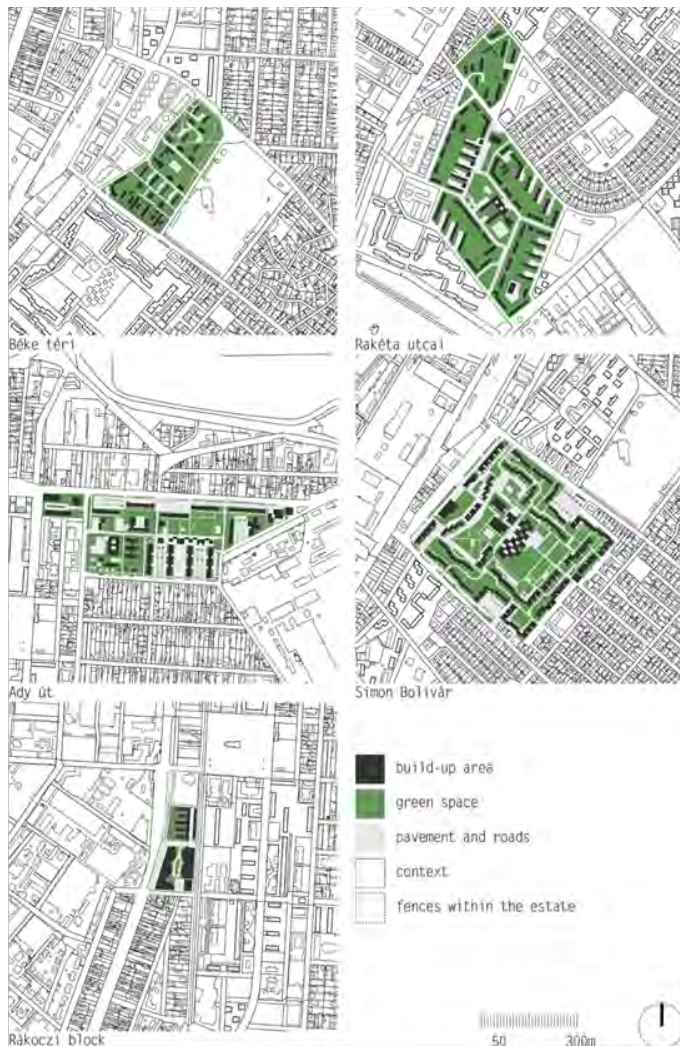 Béke téri
Rakéta utcai
Ady út
Simon Bolivár
Rákoczi block
build-up area
green space
pavement and roads
context
fences within the estate
50 300m